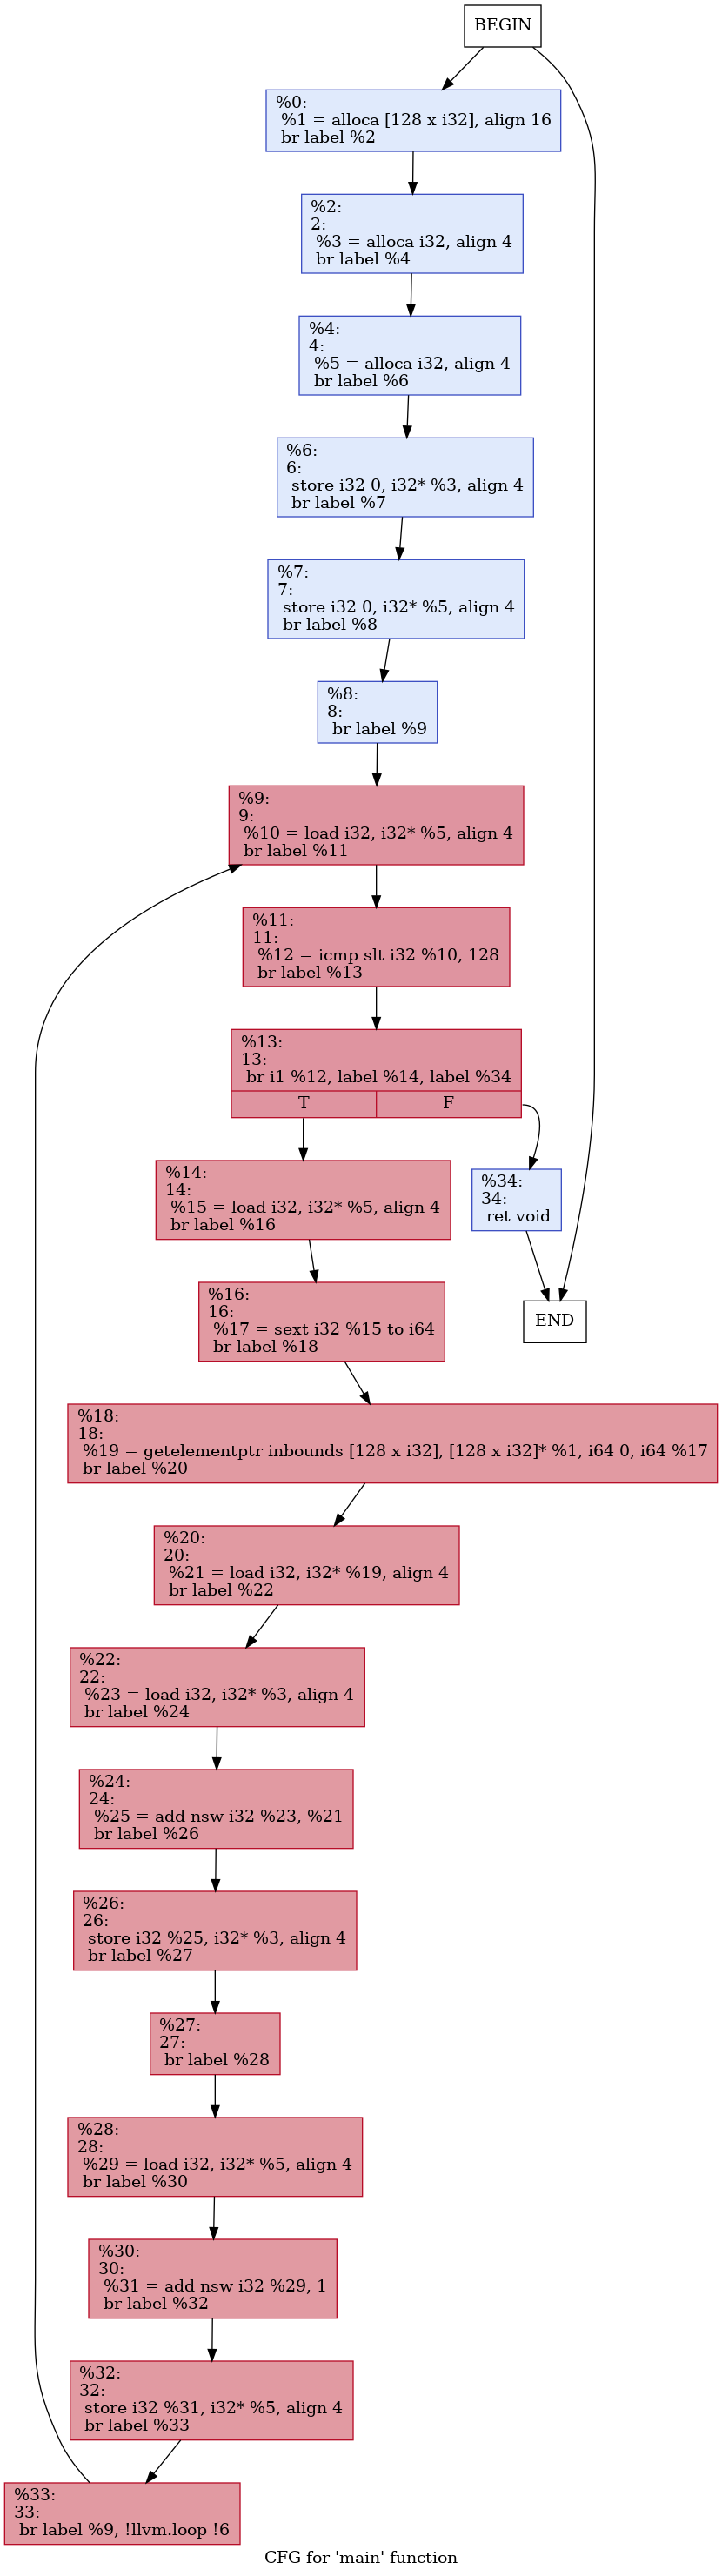 BEGIN
%0:
%1 = alloca [128 x i32], align 16
br label %2
%2:
2:
%3 = alloca i32, align 4
br label %4
%4:
4:
%5 = alloca i32, align 4
br label %6
%6:
6:
store i32 0, i32* %3, align 4
br label %7
%7:
7:
store i32 0, i32* %5, align 4
br label %8
%8:
8:
br label %9
%9:
9:
%10 = load i32, i32* %5, align 4
br label %11
%11:
11:
%12 = icmp slt i32 %10, 128
br label %13
%13:
13:
br i1 %12, label %14, label %34
T F
%14:
14:
%15 = load i32, i32* %5, align 4
br label %16
%34:
34:
ret void
%16:
16:
%17 = sext i32 %15 to i64
br label %18
END
%18:
18:
%19 = getelementptr inbounds [128 x i32], [128 x i32]* %1, i64 0, i64 %17
br label %20
%20:
20:
%21 = load i32, i32* %19, align 4
br label %22
%22:
22:
%23 = load i32, i32* %3, align 4
br label %24
%24:
24:
%25 = add nsw i32 %23, %21
br label %26
%26:
26:
store i32 %25, i32* %3, align 4
br label %27
%27:
27:
br label %28
%28:
28:
%29 = load i32, i32* %5, align 4
br label %30
%30:
30:
%31 = add nsw i32 %29, 1
br label %32
%32:
32:
store i32 %31, i32* %5, align 4
br label %33
%33:
33:
br label %9, !llvm.loop !6
CFG for 'main' function